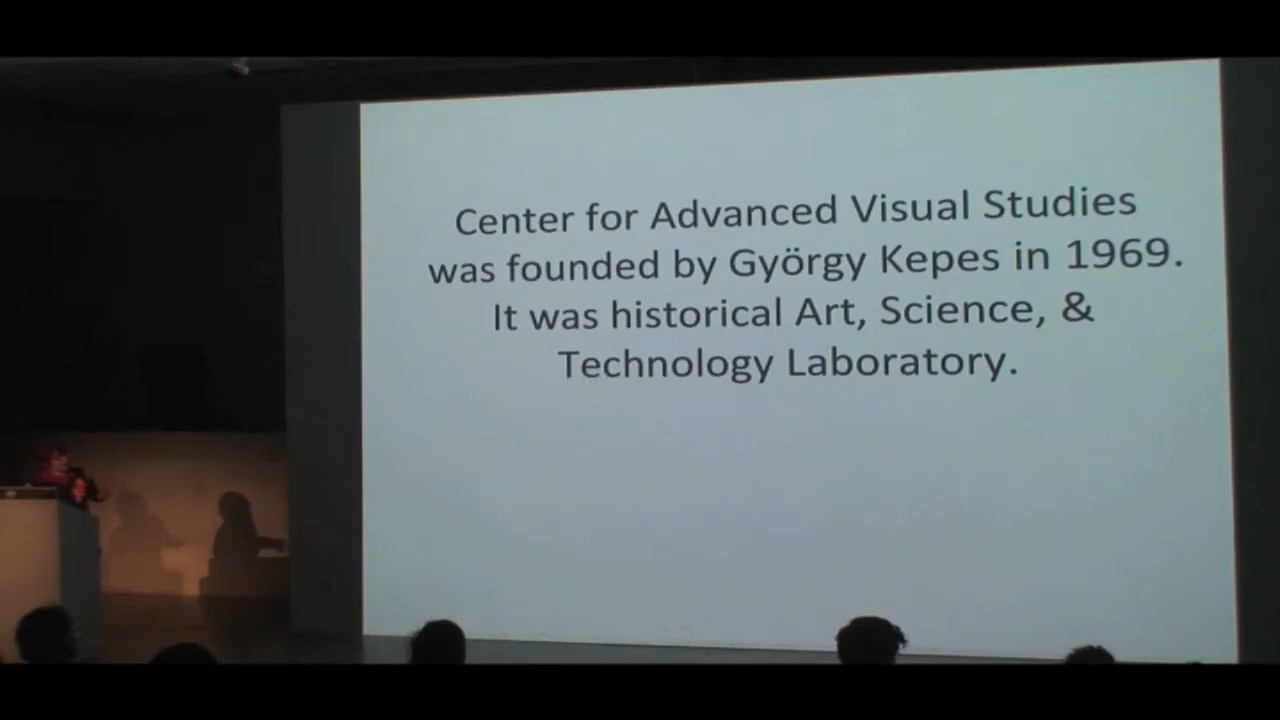 Center for Advanced Visual Studies
was founded by György Kepes in 1969.
It was historical Art, Science, &
Technology Laboratory.